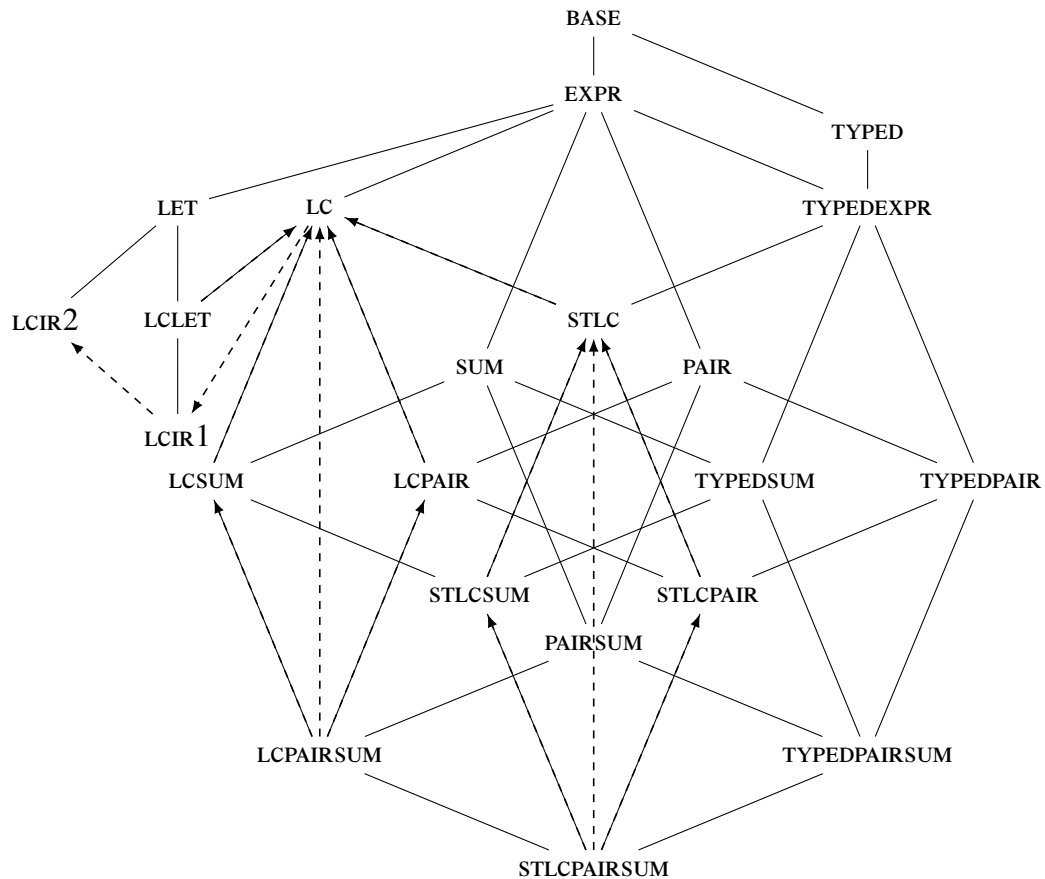 BASE
EXPR
TYPED
LET LC TYPEDEXPR
LCIR2 LCLET STLC
SUM PAIR
LCIR1
LCSUM LCPAIR TYPEDSUM TYPEDPAIR
STLCSUM STLCPAIR
PAIRSUM
LCPAIRSUM TYPEDPAIRSUM
STLCPAIRSUM